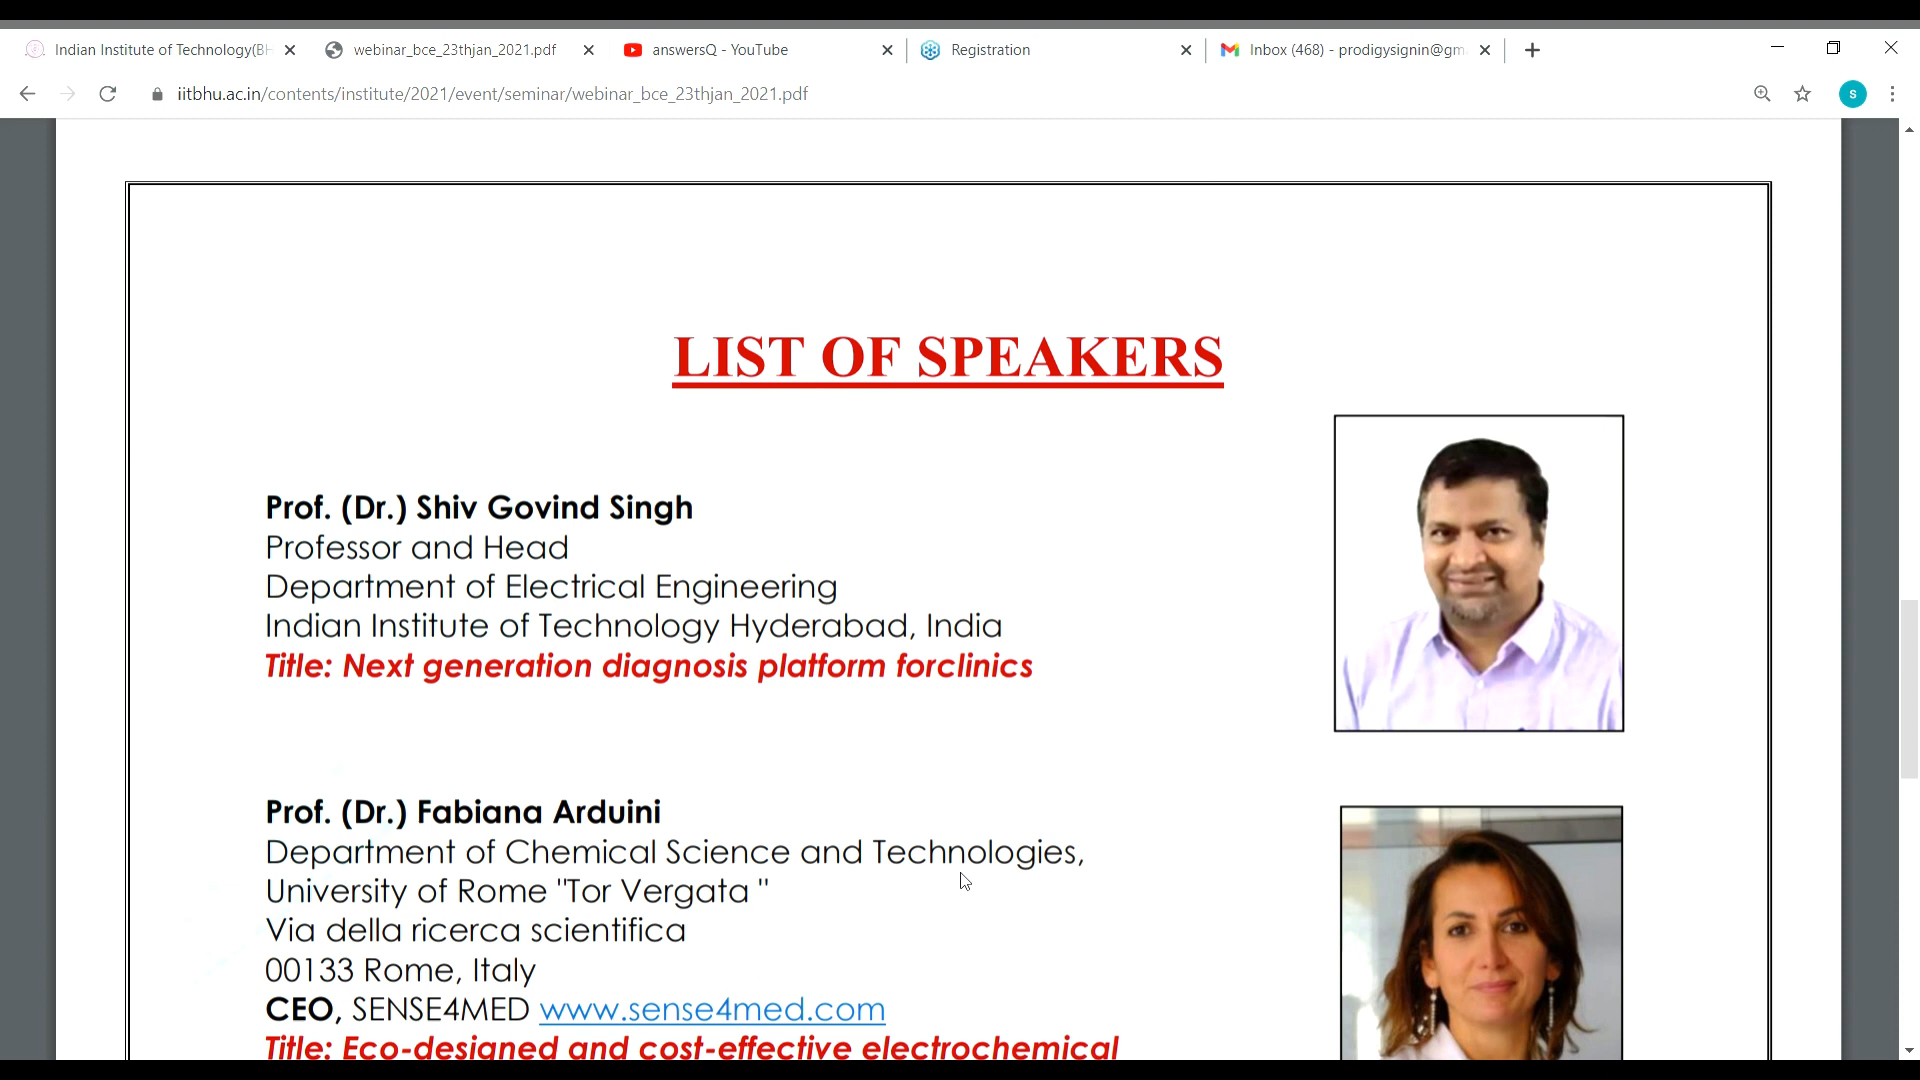 Indian Institute of Technology(BH
webinar_bce_23thjan_2021.pdf
answersQ - YouTube
Registration
Inbox (468) - prodigysignin@gm
iitbhu.ac.in/contents/institute/2021/event/seminar/webinar_bce_23thjan_2021.pdf
S
LIST OF SPEAKERS
Prof. (Dr.) Shiv Govind Singh
Professor and Head
Department of Electrical Engineering
Indian Institute of Technology Hyderabad, India
Title: Next generation diagnosis platform forclinics
Prof. (Dr.) Fabiana Arduini
Department of Chemical Science and Technologies,
University of Rome "Tor Vergata "
Via della ricerca scientifica
00133 Rome, Italy
CEO, SENSE4MED www.sense4med.com
Title: Eco-designed and cost-effective electrochemical